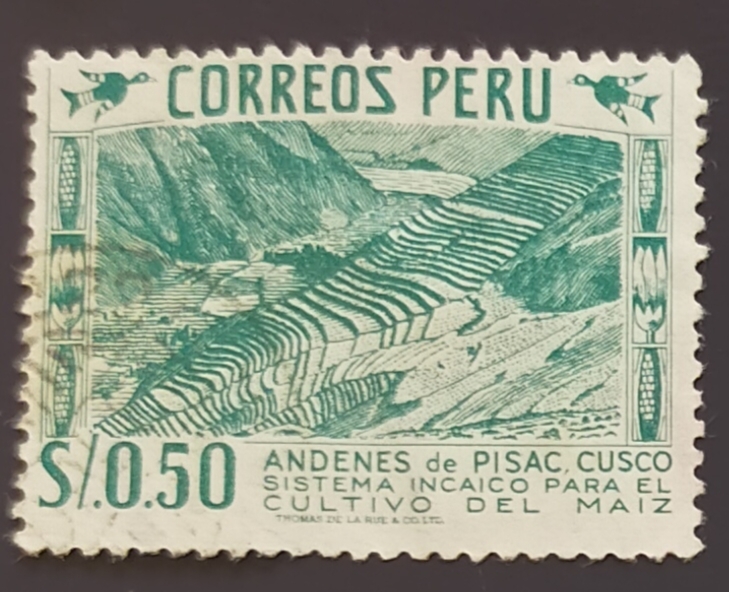 CORREOS PERU
S/.0.50
ANDENES de PISAC, CUSCO
SISTEMA INCAICO PARA EL
CULTIVO DEL MAIZ
THOMAS DE LA RUE & CO. LTD.